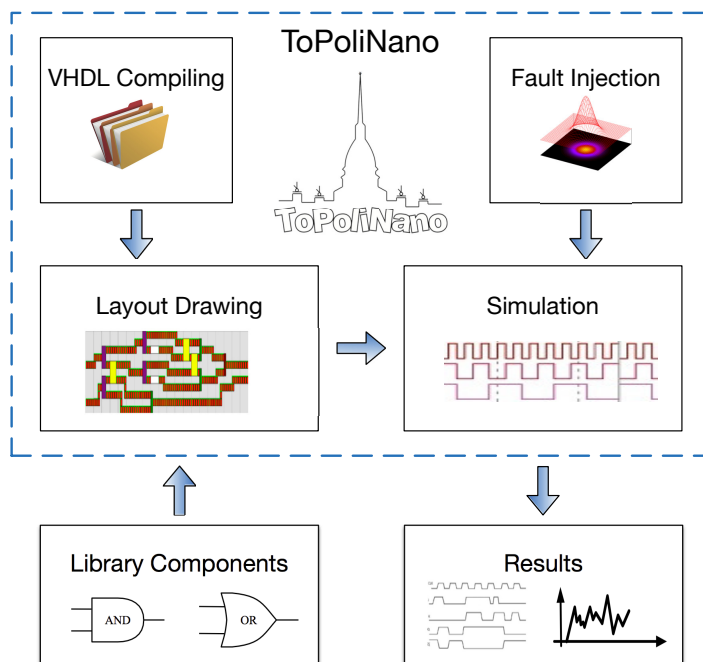 ToPoliNano
VHDL Compiling
Fault Injection
ToPoliNano
Layout Drawing
Simulation
Library Components
AND
OR
Results